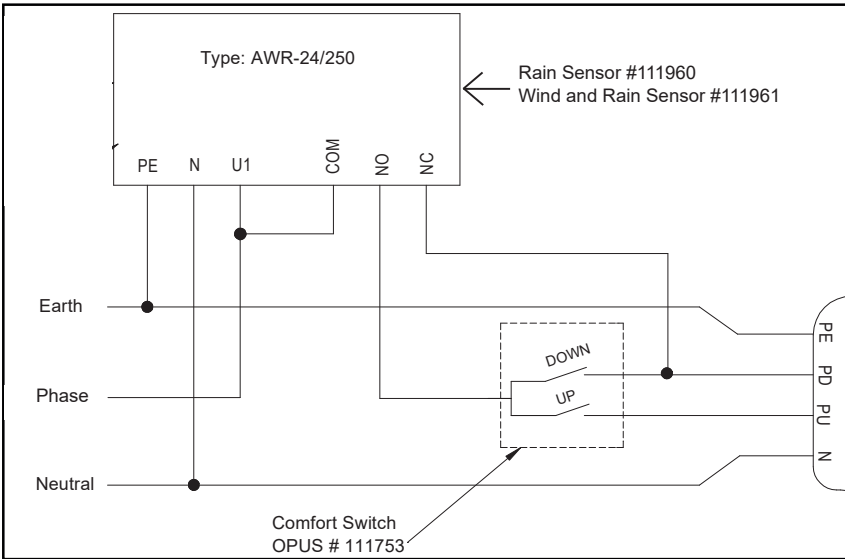 Type: AWR-24/250
Rain Sensor #111960
Wind and Rain Sensor #111961
PE
N
U1
COM
NO
NC
Earth
Phase
Neutral
DOWN
UP
PE
PD
PU
N
Comfort Switch
OPUS # 111753